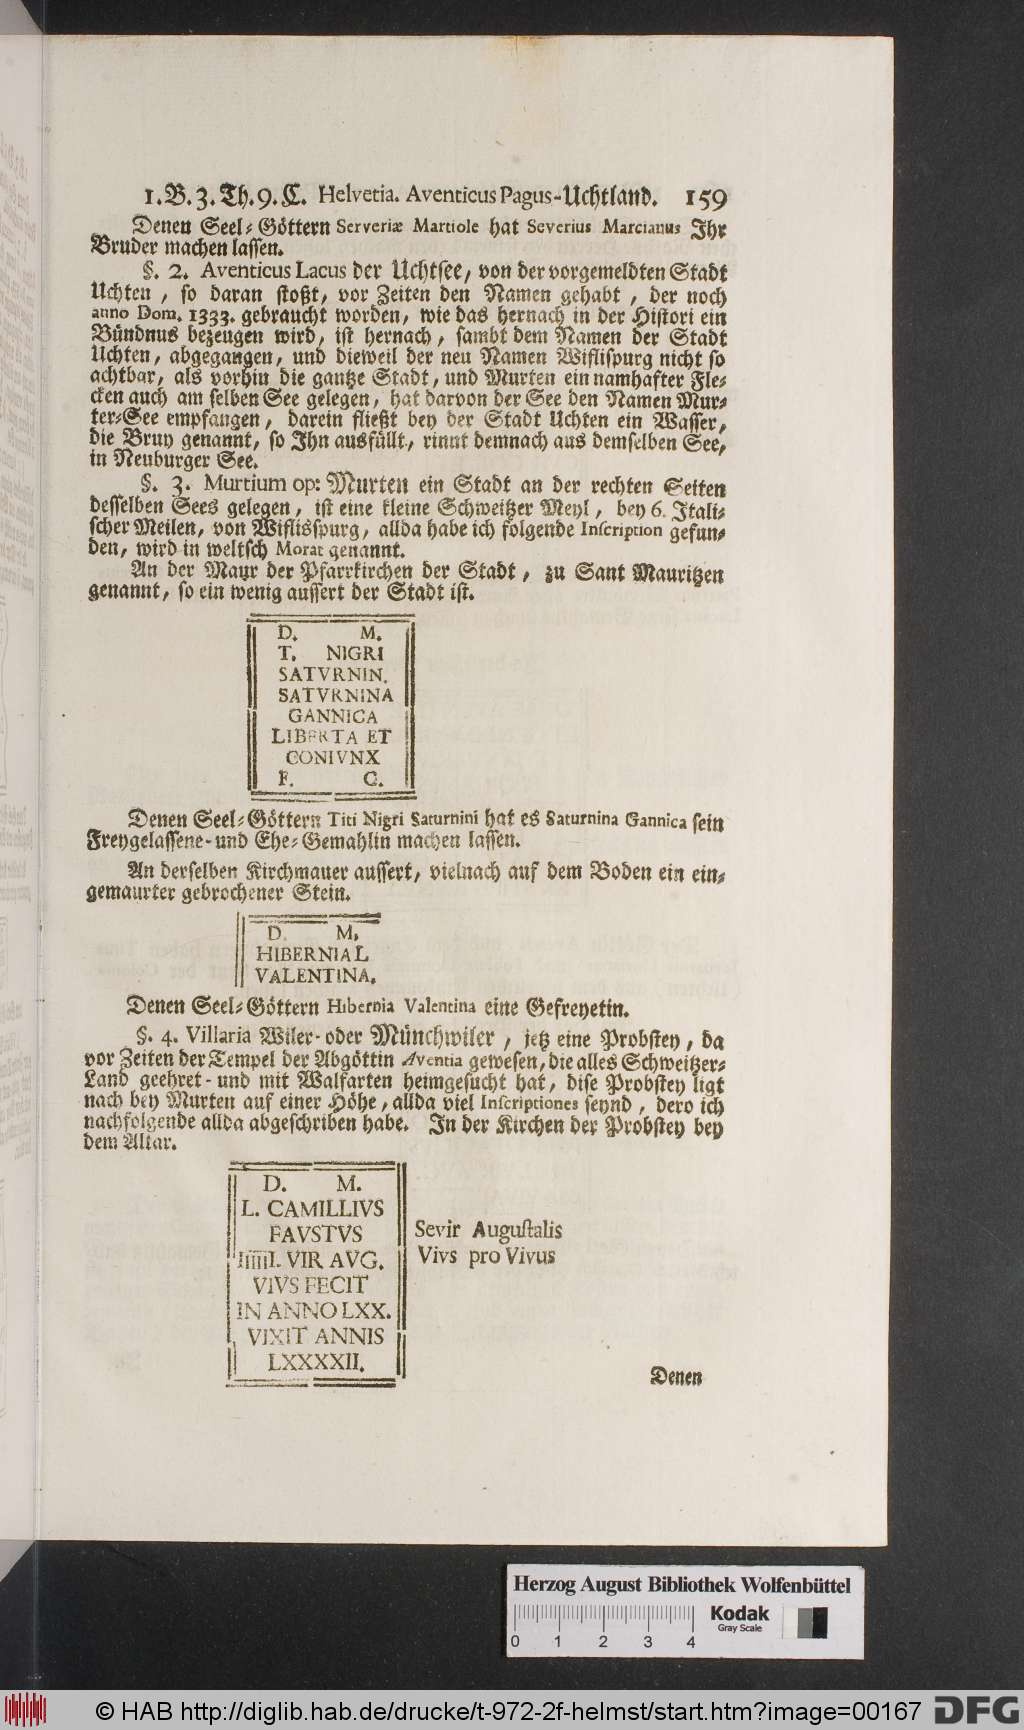 1. B. 3. Th. 9. C. Helvetia. Aventicus Pagus-Uchtland. 159
Denen Seel-Göttern Serveriæ Martiole hat Severius Marcianus Ihr
Bruder machen lassen.
§. 2. Aventicus Lacus der Uchtsee, von der vorgemeldten Stadt
Uchten, so daran stoßt, vor Zeiten den Namen gehabt, der noch
anno Dom. 1333. gebraucht worden, wie das hernach in der Histori ein
Bündnus bezeugen wird, ist hernach, sambt dem Namen der Stadt
Uchten, abgegangen, und dieweil der neu Namen Wiflispurg nicht so
achtbar, als vorhin die gantze Stadt, und Murten ein namhafter Fle-
cken auch am selben See gelegen, hat darvon der See den Namen Mur-
ter-See empfangen, darein fließt bey der Stadt Uchten ein Wasser,
die Bruy genannt, so Ihn ausfüllt, rinnt demnach aus demselben See,
in Neuburger See.
§. 3. Murtium op: Murten ein Stadt an der rechten Seiten
desselben Sees gelegen, ist eine kleine Schweitzer Meyl, bey 6. Itali-
scher Meilen, von Wiflisspurg, allda habe ich folgende Inscription gefun-
den, wird in weltsch Morat genannt.
An der Maur der Pfarrkirchen der Stadt, zu Sant Mauritzen
genannt, so ein wenig aussert der Stadt ist.
D. M.
T. NIGRI
SATVRNIN.
SATVRNINA
GANNICA
LIBERTA ET
CONIVNX
F. C.
Denen Seel-Göttern Titi Nigri Saturnini hat es Saturnina Gannica sein
Freygelassene- und Ehe-Gemahlin machen lassen.
An derselben Kirchmauer aussert, vielnach auf dem Boden ein ein-
gemaurter gebrochener Stein.
D. M.
HIBERNIA L
VALENTINA.
Denen Seel-Göttern Hibernia Valentina eine Gefreyetin.
§. 4. Villaria Wiler- oder Münchwiler, jetz eine Probstey, da
vor Zeiten der Tempel der Abgöttin Aventia gewesen, die alles Schweitzer-
Land geehret- und mit Walfarten heimgesucht hat, dise Probstey ligt
nach bey Murten auf einer Höhe, allda viel Inscriptiones seynd, dero ich
nachfolgende allda abgeschriben habe. In der Kirchen der Probstey bey
dem Altar.
D. M.
L. CAMILLIVS
FAVSTVS
IIIIII. VIR AVG.
VIVS FECIT
IN ANNO LXX.
VIXIT ANNIS
LXXXXII.
Sevir Augustalis
Vivs pro Vivus
Denen
Herzog August Bibliothek Wolfenbüttel
Kodak
Gray Scale
0 1 2 3 4
© HAB http://diglib.hab.de/drucke/t-972-2f-helmst/start.htm?image=00167
DFG